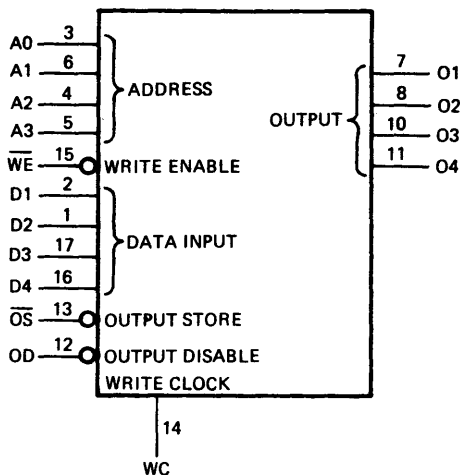 A0 3
A1 6
A2 4
A3 5
ADDRESS
W̅E̅ 15 WRITE ENABLE
D1 2
D2 1
D3 17
D4 16
DATA INPUT
O̅S̅ 13 OUTPUT STORE
OD 12 OUTPUT DISABLE
WRITE CLOCK
14
WC
OUTPUT
7 O1
8 O2
10 O3
11 O4